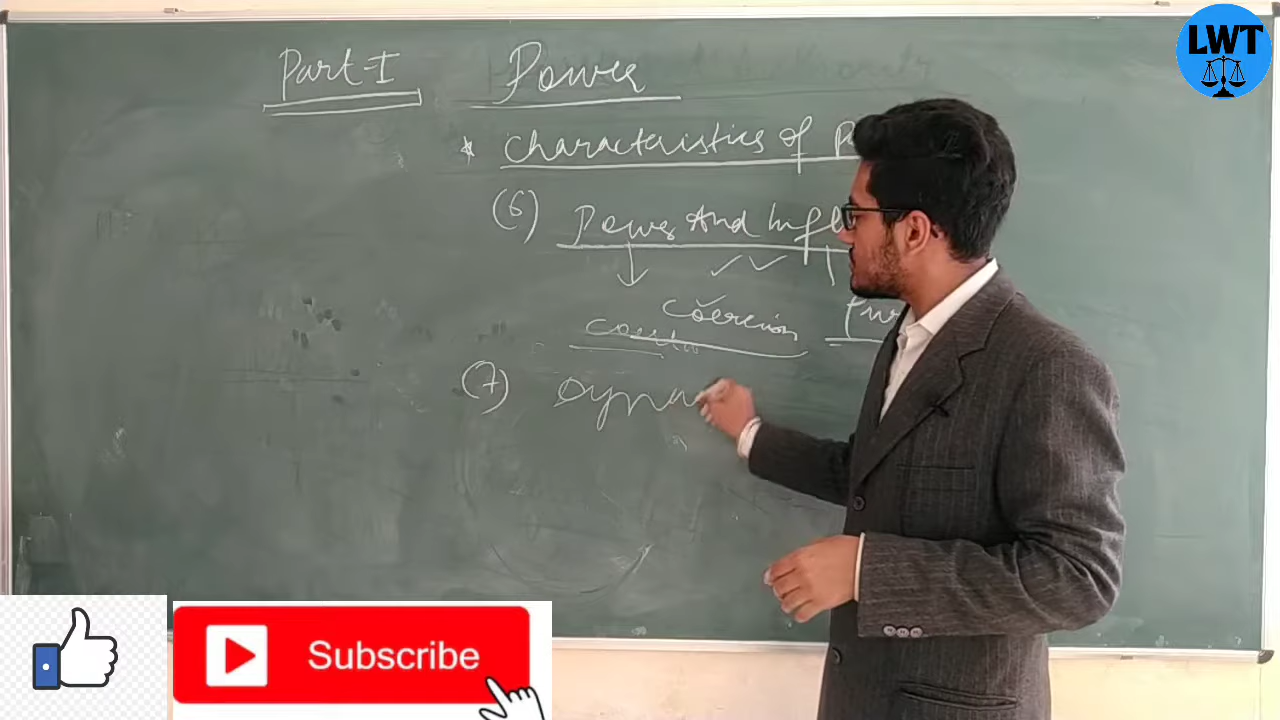 LWT
Part-I Power
* Characteristics of P
(6) Power And Infl
Coercion
(7) Dyna
Subscribe